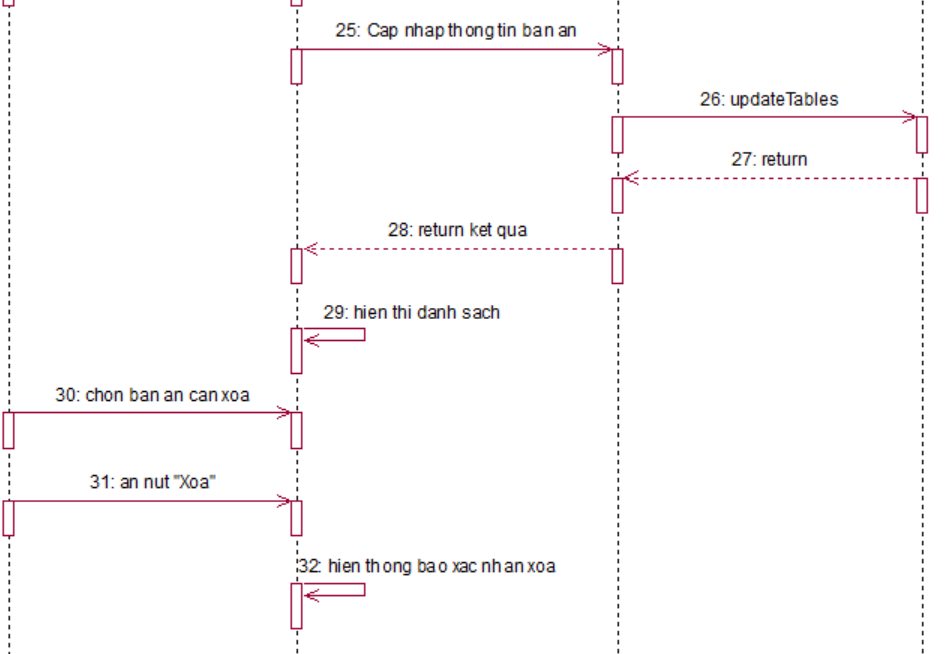 25: Cap nhap thong tin ban an
26: updateTables
27: return
28: return ket qua
29: hien thi danh sach
30: chon ban an can xoa
31: an nut "Xoa"
32: hien thong bao xac nhan xoa